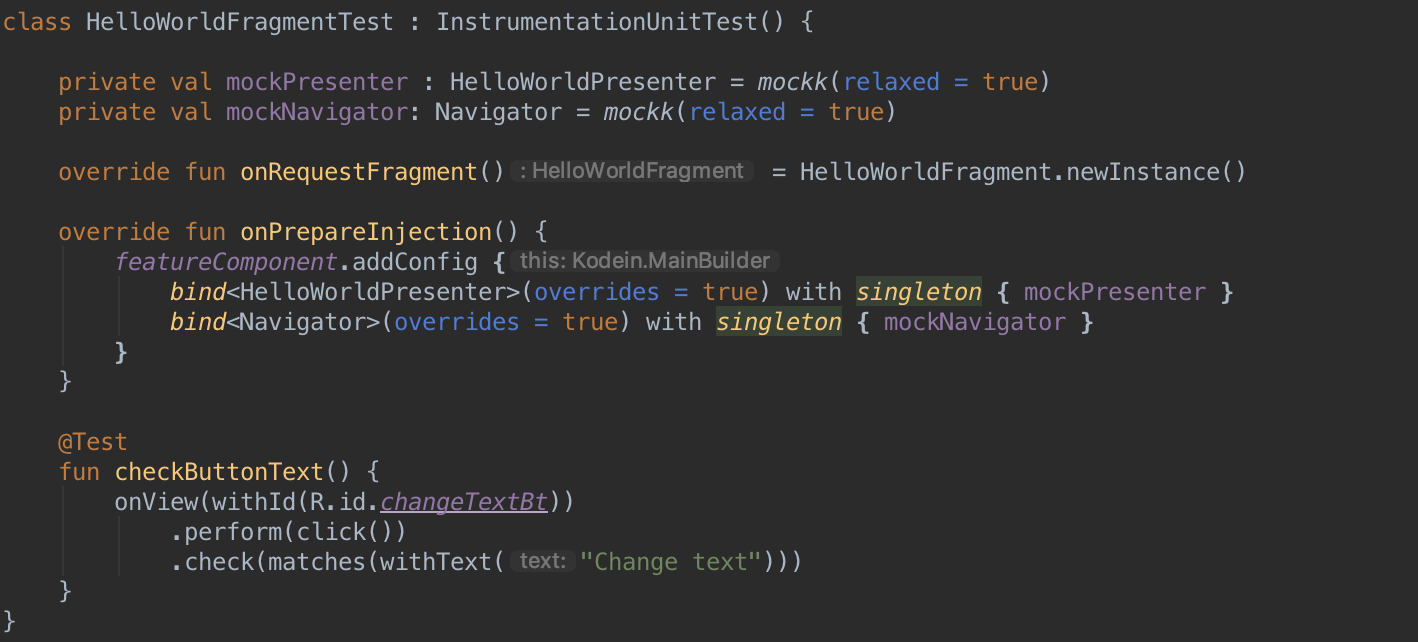 class HelloWorldFragmentTest : InstrumentationUnitTest() {
    private val mockPresenter : HelloWorldPresenter = mockk(relaxed = true)
    private val mockNavigator: Navigator = mockk(relaxed = true)
    override fun onRequestFragment() : HelloWorldFragment = HelloWorldFragment.newInstance()
    override fun onPrepareInjection() {
        featureComponent.addConfig { this: Kodein.MainBuilder
            bind<HelloWorldPresenter>(overrides = true) with singleton { mockPresenter }
            bind<Navigator>(overrides = true) with singleton { mockNavigator }
        }
    }
    @Test
    fun checkButtonText() {
        onView(withId(R.id.changeTextBt))
            .perform(click())
            .check(matches(withText( text: "Change text")))
    }
}